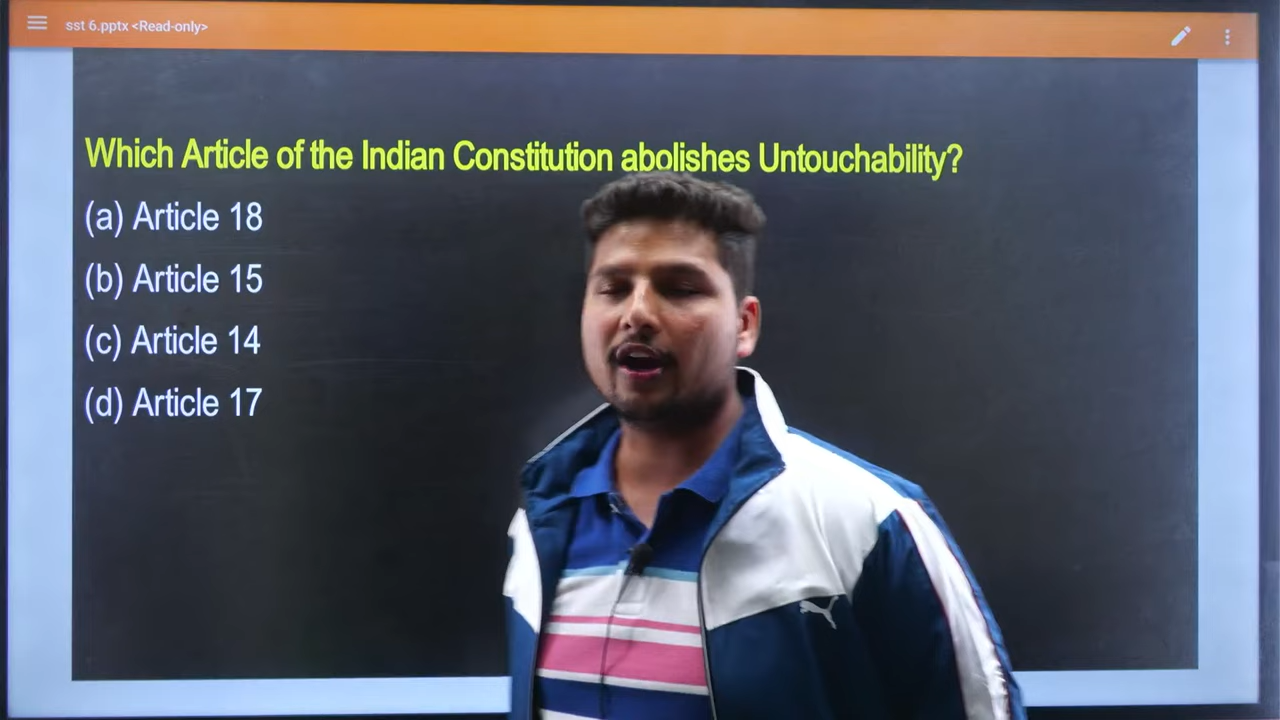 sst 6.pptx <Read-only>
Which Article of the Indian Constitution abolishes Untouchability?
(a) Article 18
(b) Article 15
(c) Article 14
(d) Article 17